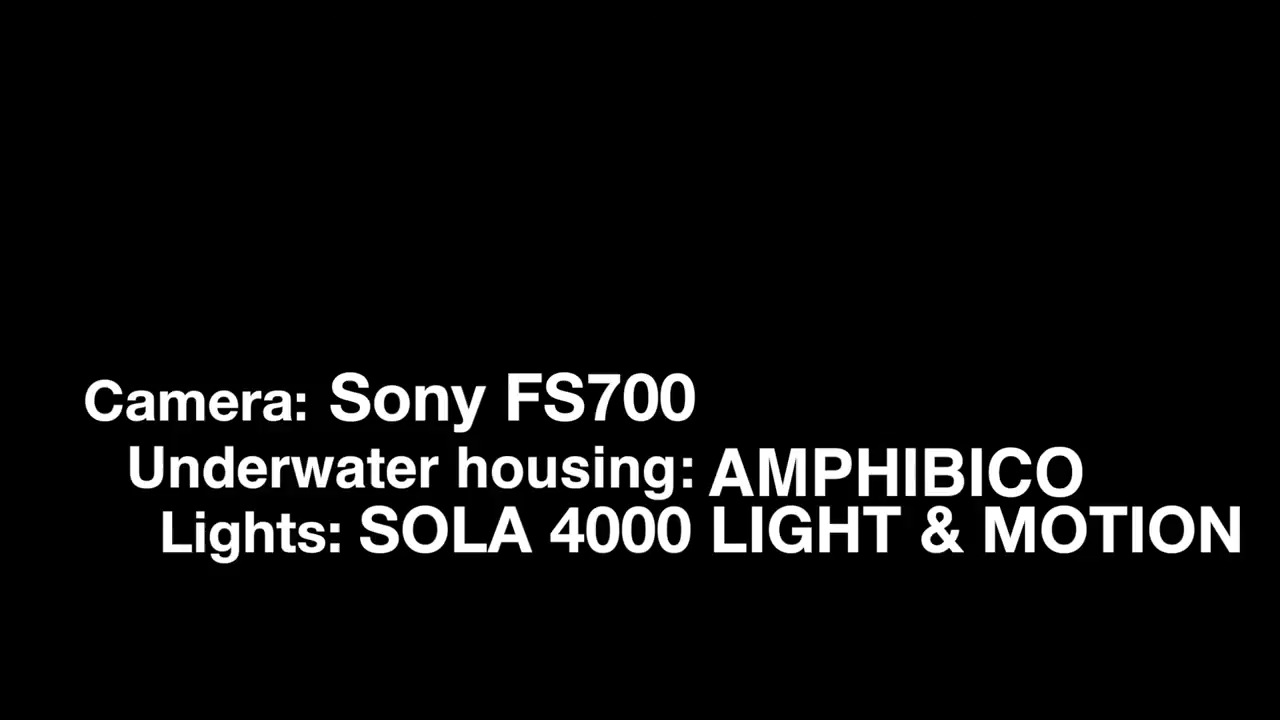 Camera: Sony FS700
Underwater housing: AMPHIBICO
Lights: SOLA 4000 LIGHT & MOTION